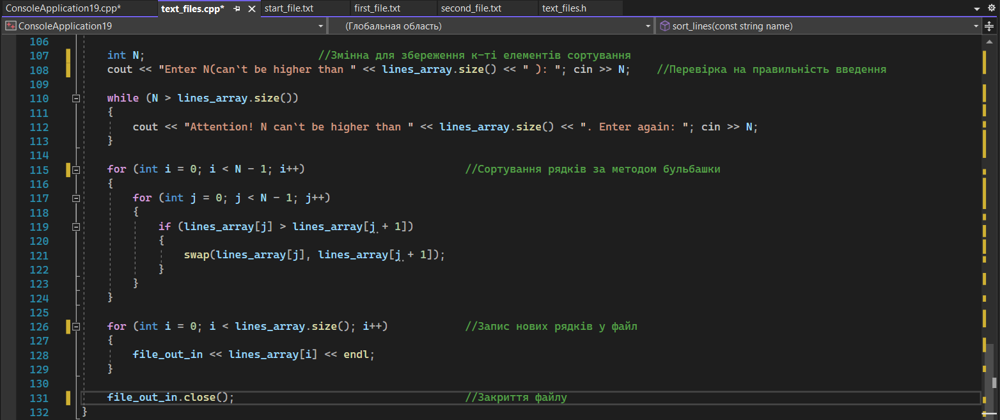 ConsoleApplication19.cpp* text_files.cpp* start_file.txt first_file.txt second_file.txt text_files.h
ConsoleApplication19 (Глобальная область) sort_lines(const string name)
106
107 int N; //Змінна для збереження к-ті елементів сортування
108 cout << "Enter N(can`t be higher than " << lines_array.size() << " ): "; cin >> N; //Перевірка на правильність введення
109
110 while (N > lines_array.size())
111 {
112 cout << "Attention! N can`t be higher than " << lines_array.size() << ". Enter again: "; cin >> N;
113 }
114
115 for (int i = 0; i < N - 1; i++) //Сортування рядків за методом бульбашки
116 {
117 for (int j = 0; j < N - 1; j++)
118 {
119 if (lines_array[j] > lines_array[j + 1])
120 {
121 swap(lines_array[j], lines_array[j + 1]);
122 }
123 }
124 }
125
126 for (int i = 0; i < lines_array.size(); i++) //Запис нових рядків у файл
127 {
128 file_out_in << lines_array[i] << endl;
129 }
130
131 file_out_in.close(); //Закриття файлу
132 }